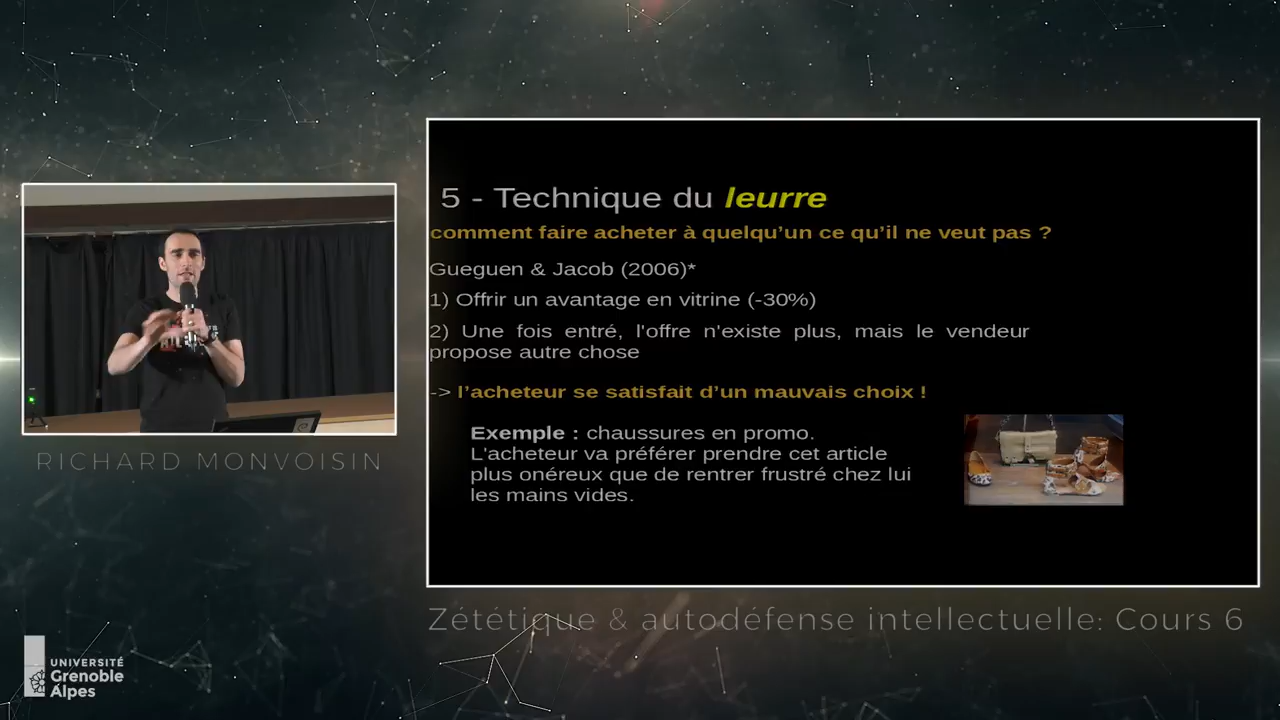 5 - Technique du leurre
comment faire acheter à quelqu’un ce qu’il ne veut pas ?
Gueguen & Jacob (2006)*
1) Offrir un avantage en vitrine (-30%)
2) Une fois entré, l'offre n'existe plus, mais le vendeur
propose autre chose
-> l’acheteur se satisfait d’un mauvais choix !
Exemple : chaussures en promo.
L'acheteur va préférer prendre cet article
plus onéreux que de rentrer frustré chez lui
les mains vides.
RICHARD MONVOISIN
Zététique & autodéfense intellectuelle: Cours 6
UNIVERSITÉ
Grenoble
Alpes